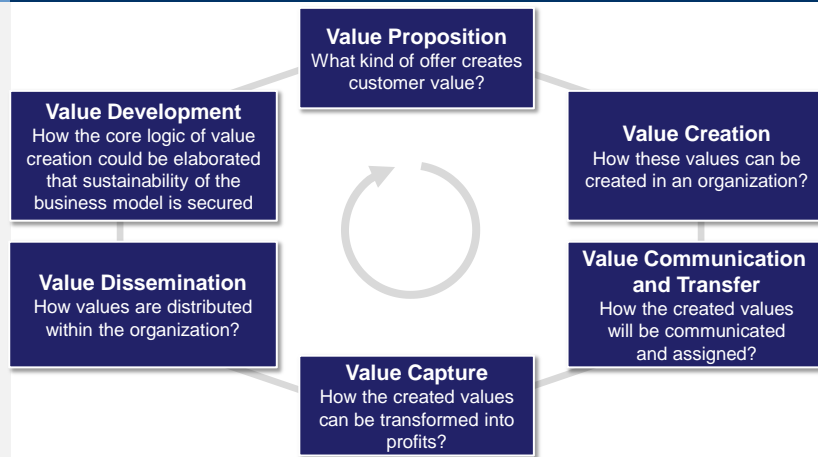 Value Proposition
What kind of offer creates
customer value?
Value Creation
How these values can be
created in an organization?
Value Communication
and Transfer
How the created values
will be communicated
and assigned?
Value Capture
How the created values
can be transformed into
profits?
Value Dissemination
How values are distributed
within the organization?
Value Development
How the core logic of value
creation could be elaborated
that sustainability of the
business model is secured